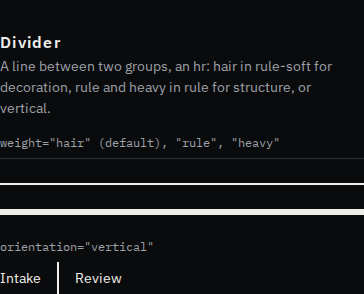 Divider
A line between two groups, an hr: hair in rule-soft for
decoration, rule and heavy in rule for structure, or
vertical.
weight="hair" (default), "rule", "heavy"
orientation="vertical"
Intake Review